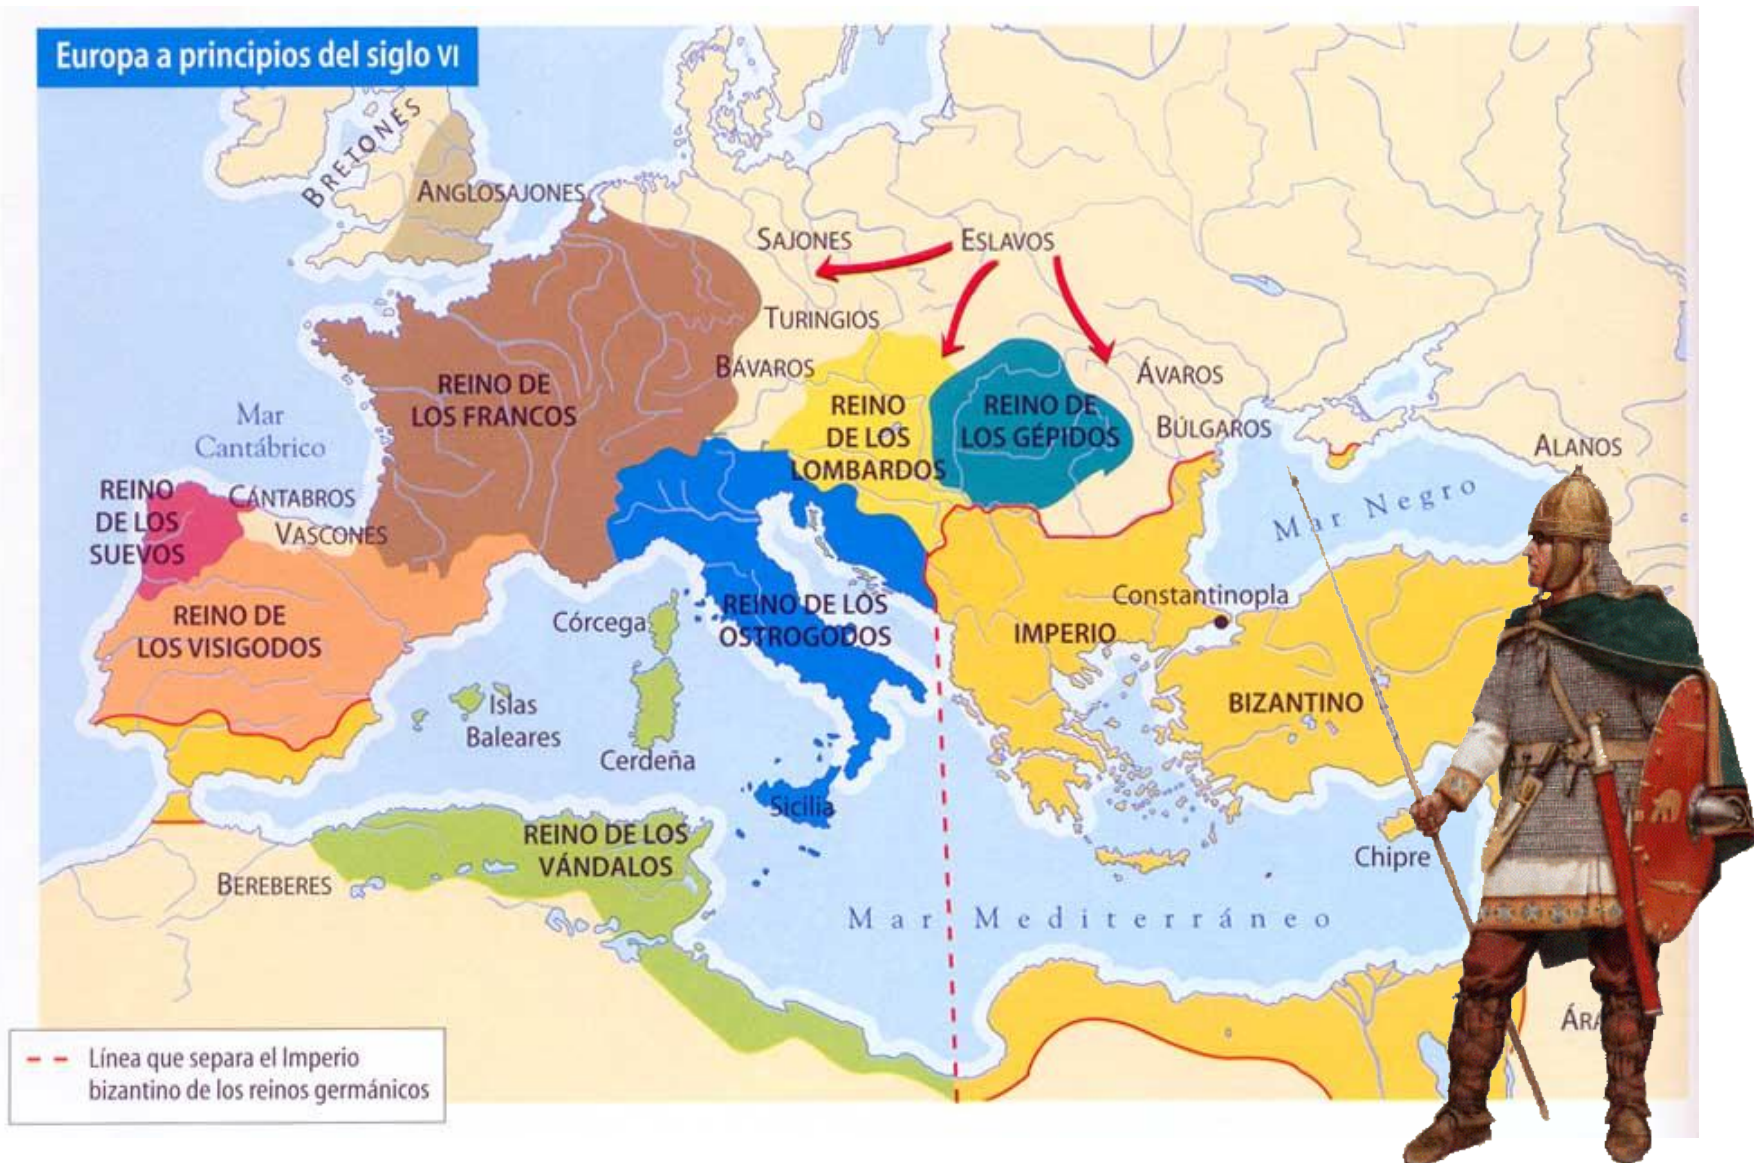 Europa a principios del siglo VI
BRETONES
ANGLOSAJONES
SAJONES
ESLAVOS
TURINGIOS
BÁVAROS
ÁVAROS
BÚLGAROS
ALANOS
REINO DE
LOS FRANCOS
REINO
DE LOS
LOMBARDOS
REINO DE
LOS GÉPIDOS
Mar
Cantábrico
REINO
DE LOS
SUEVOS
CÁNTABROS
VASCONES
Mar Negro
REINO DE
LOS VISIGODOS
Córcega
REINO DE LOS
OSTROGODOS
Constantinopla
IMPERIO
BIZANTINO
Islas
Baleares
Cerdeña
Sicilia
REINO DE LOS
VÁNDALOS
BEREBERES
Chipre
Mar Mediterráneo
Línea que separa el Imperio
bizantino de los reinos germánicos